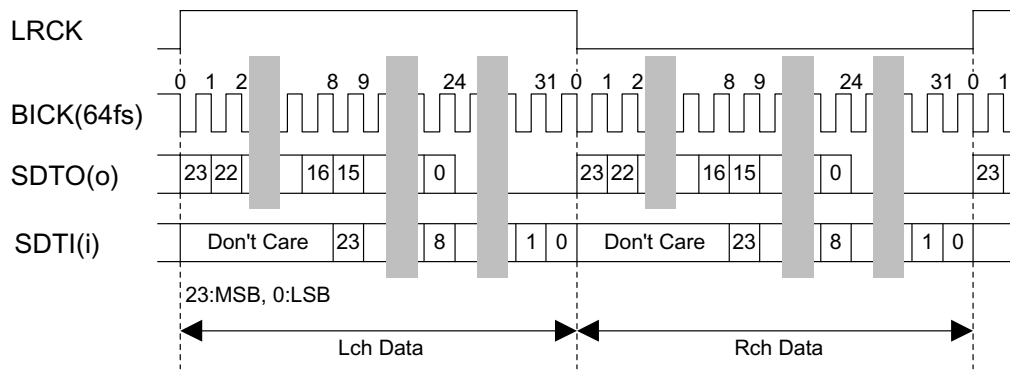 LRCK
0 1 2 8 9 24 31 0 1 2 8 9 24 31 0 1
BICK(64fs)
SDTO(o) 23 22 16 15 0 23 22 16 15 0 23
SDTI(i) Don't Care 23 8 1 0 Don't Care 23 8 1 0
23:MSB, 0:LSB
Lch Data Rch Data